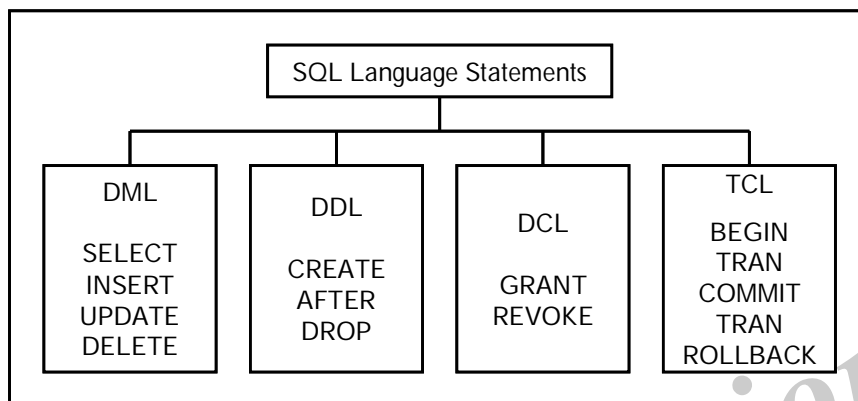 SQL Language Statements
DML
SELECT
INSERT
UPDATE
DELETE
DDL
CREATE
AFTER
DROP
DCL
GRANT
REVOKE
TCL
BEGIN
TRAN
COMMIT
TRAN
ROLLBACK